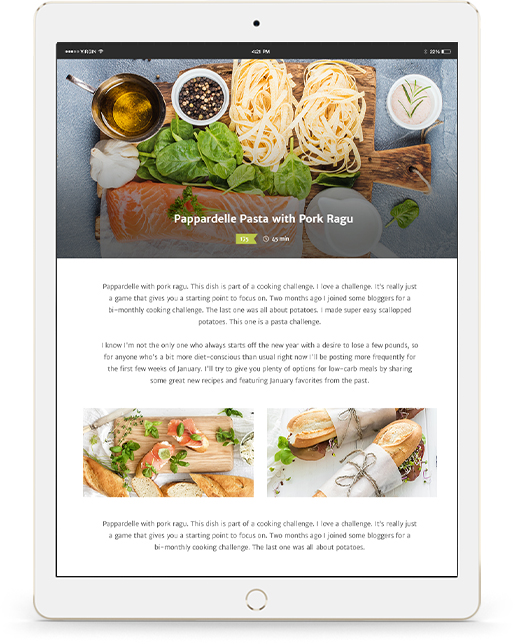 VIRGIN
4:21 PM
22%
Pappardelle Pasta with Pork Ragu
45 min
Pappardelle with pork ragu. This dish is part of a cooking challenge. I love a challenge. It's really just
a game that gives you a starting point to focus on. Two months ago I joined some bloggers for a
bi-monthly cooking challenge. The last one was all about potatoes. I made super easy scalloped
potatoes. This one is a pasta challenge.
I know I'm not the only one who always starts off the new year with a desire to lose a few pounds, so
for anyone who's a bit more diet-conscious than usual right now I'll be posting more frequently for
the first few weeks of January. I'll try to give you plenty of options for low-carb meals by sharing
some great new recipes and featuring January favorites from the past.
Pappardelle with pork ragu. This dish is part of a cooking challenge. I love a challenge. It's really just
a game that gives you a starting point to focus on. Two months ago I joined some bloggers for a
bi-monthly cooking challenge. The last one was all about potatoes.